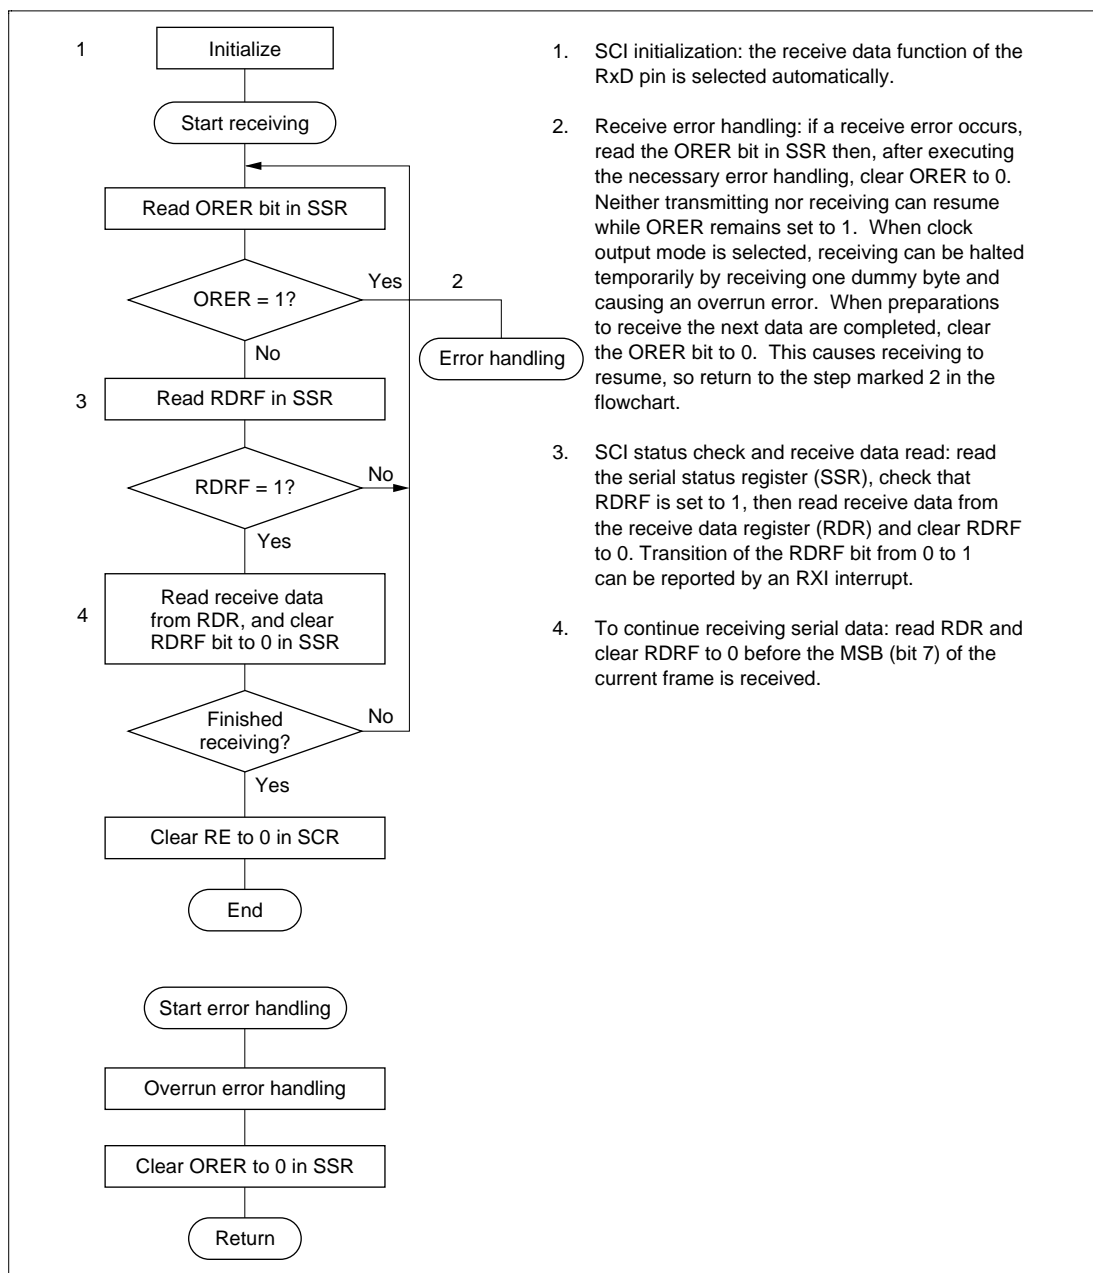 1
Initialize
Start receiving
Read ORER bit in SSR
ORER = 1?
Yes
2
No
Error handling
3
Read RDRF in SSR
RDRF = 1?
No
Yes
4
Read receive data
from RDR, and clear
RDRF bit to 0 in SSR
Finished
receiving?
No
Yes
Clear RE to 0 in SCR
End
Start error handling
Overrun error handling
Clear ORER to 0 in SSR
Return
1. SCI initialization: the receive data function of the
RxD pin is selected automatically.
2. Receive error handling: if a receive error occurs,
read the ORER bit in SSR then, after executing
the necessary error handling, clear ORER to 0.
Neither transmitting nor receiving can resume
while ORER remains set to 1. When clock
output mode is selected, receiving can be halted
temporarily by receiving one dummy byte and
causing an overrun error. When preparations
to receive the next data are completed, clear
the ORER bit to 0. This causes receiving to
resume, so return to the step marked 2 in the
flowchart.
3. SCI status check and receive data read: read
the serial status register (SSR), check that
RDRF is set to 1, then read receive data from
the receive data register (RDR) and clear RDRF
to 0. Transition of the RDRF bit from 0 to 1
can be reported by an RXI interrupt.
4. To continue receiving serial data: read RDR and
clear RDRF to 0 before the MSB (bit 7) of the
current frame is received.